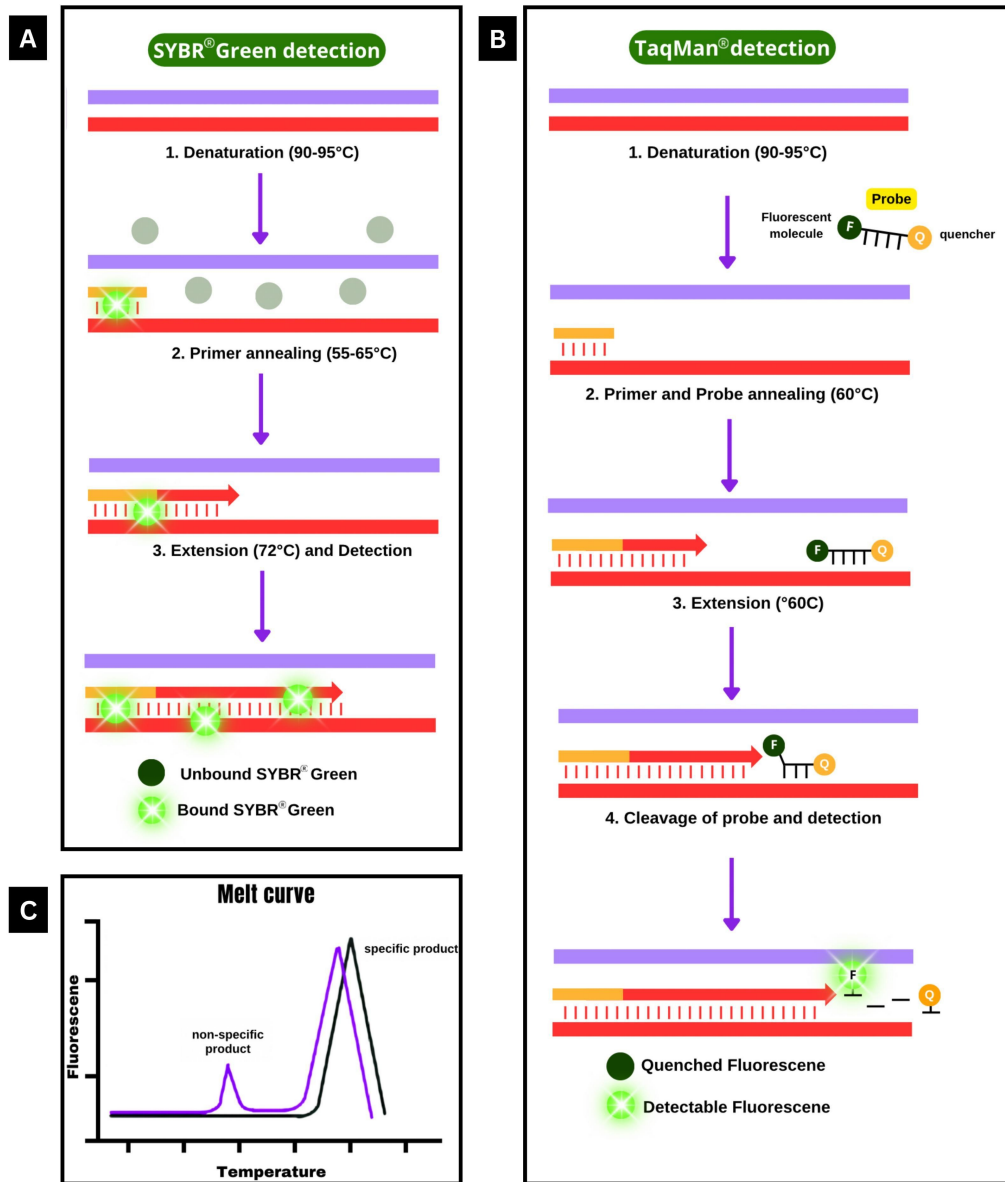 A
SYBR® Green detection
1. Denaturation (90-95°C)
2. Primer annealing (55-65°C)
3. Extension (72°C) and Detection
Unbound SYBR® Green
Bound SYBR® Green
B
TaqMan® detection
1. Denaturation (90-95°C)
Probe
Fluorescent
molecule
F
Q
quencher
2. Primer and Probe annealing (60°C)
F
Q
3. Extension (°60C)
F
Q
4. Cleavage of probe and detection
F
Q
Quenched Fluorescene
Detectable Fluorescene
C
Melt curve
specific product
non-specific
product
Fluorescene
Temperature